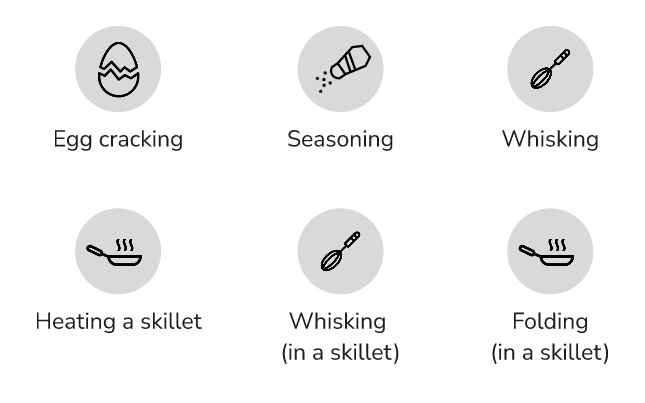 Egg cracking
Seasoning
Whisking
Heating a skillet
Whisking
(in a skillet)
Folding
(in a skillet)